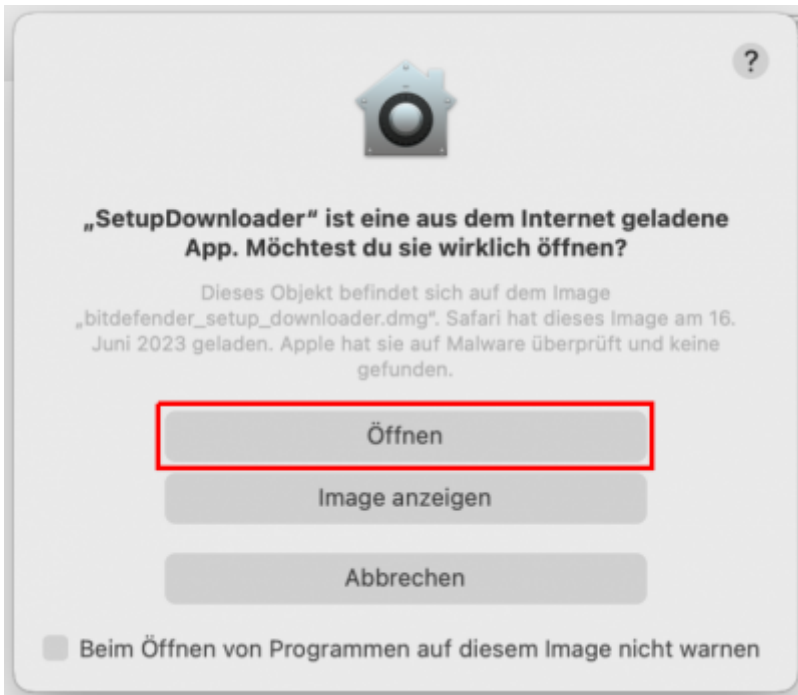 ?
„SetupDownloader“ ist eine aus dem Internet geladene
App. Möchtest du sie wirklich öffnen?
Dieses Objekt befindet sich auf dem Image
„bitdefender_setup_downloader.dmg“. Safari hat dieses Image am 16.
Juni 2023 geladen. Apple hat sie auf Malware überprüft und keine
gefunden.
Öffnen
Image anzeigen
Abbrechen
Beim Öffnen von Programmen auf diesem Image nicht warnen